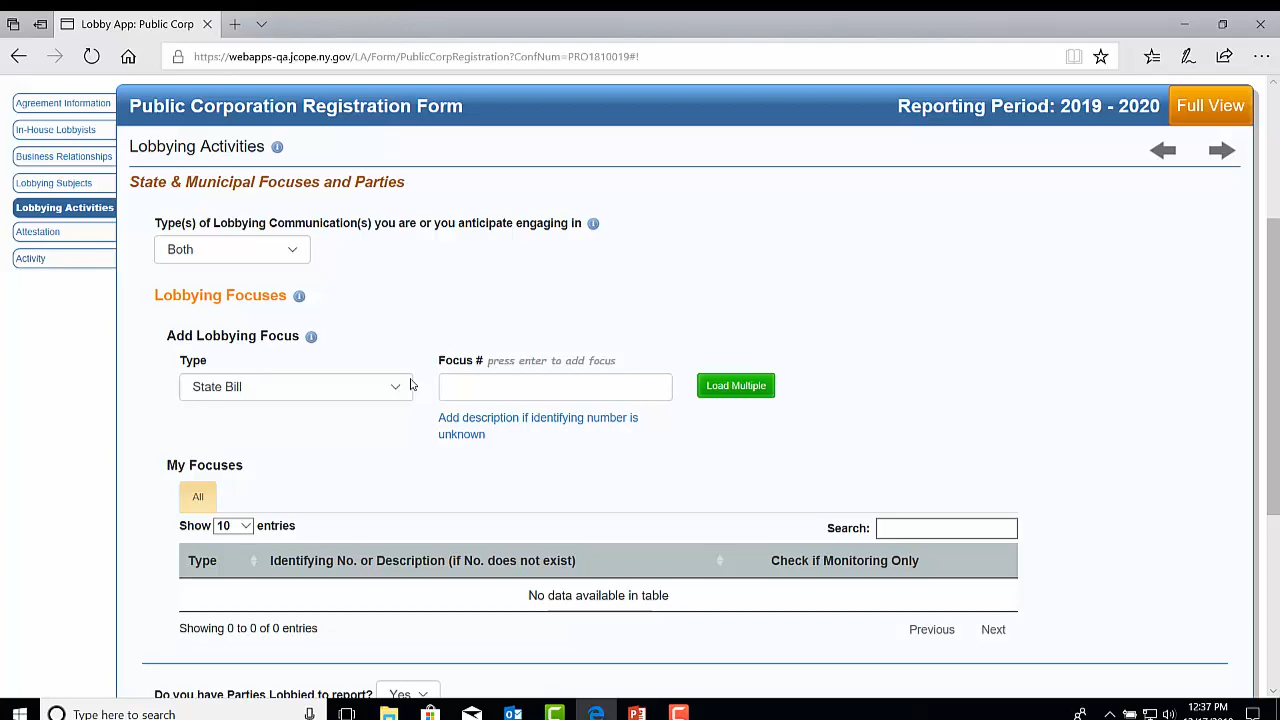 Lobby App: Public Corp
https://webapps-qa.jcope.ny.gov/LA/Form/PublicCorpRegistration?ConfNum=PRO1810019#!
Agreement Information
In-House Lobbyists
Business Relationships
Lobbying Subjects
Lobbying Activities
Attestation
Activity
Public Corporation Registration Form
Reporting Period: 2019 - 2020
Full View
Lobbying Activities
State & Municipal Focuses and Parties
Type(s) of Lobbying Communication(s) you are or you anticipate engaging in
Both
Lobbying Focuses
Add Lobbying Focus
Type
Focus # press enter to add focus
State Bill
Load Multiple
Add description if identifying number is
unknown
My Focuses
All
Show 10 entries
Search:
Type
Identifying No. or Description (if No. does not exist)
Check if Monitoring Only
No data available in table
Showing 0 to 0 of 0 entries
Previous
Next
Do you have Parties Lobbied to report? Yes
Type here to search
12:37 PM